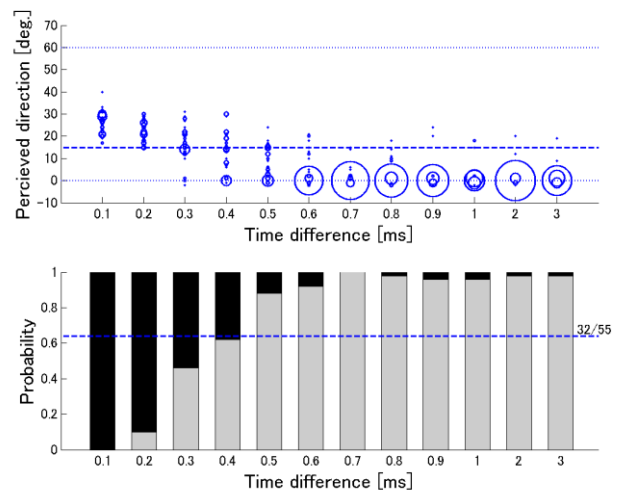 Percieved direction [deg.]
70
60
50
40
30
20
10
0
-10
0.1 0.2 0.3 0.4 0.5 0.6 0.7 0.8 0.9 1 2 3
Time difference [ms]
Probability
1
0.8
0.6
0.4
0.2
0
32/55
0.1 0.2 0.3 0.4 0.5 0.6 0.7 0.8 0.9 1 2 3
Time difference [ms]